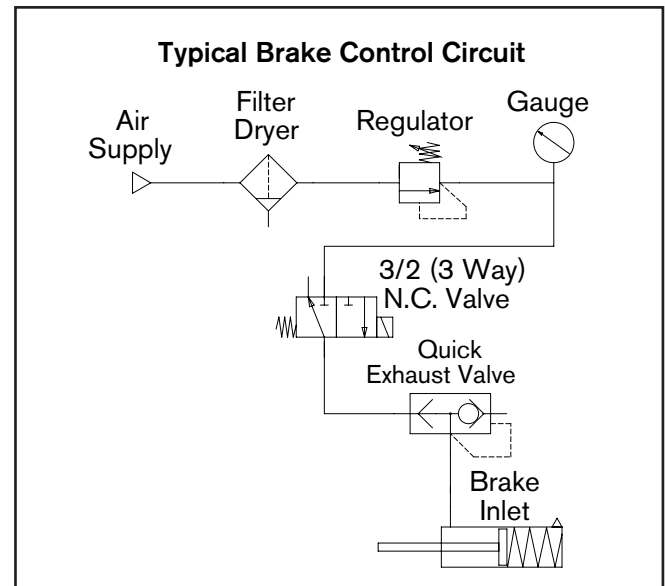 Typical Brake Control Circuit
Air
Supply
Filter
Dryer
Regulator
Gauge
3/2 (3 Way)
N.C. Valve
Quick
Exhaust Valve
Brake
Inlet